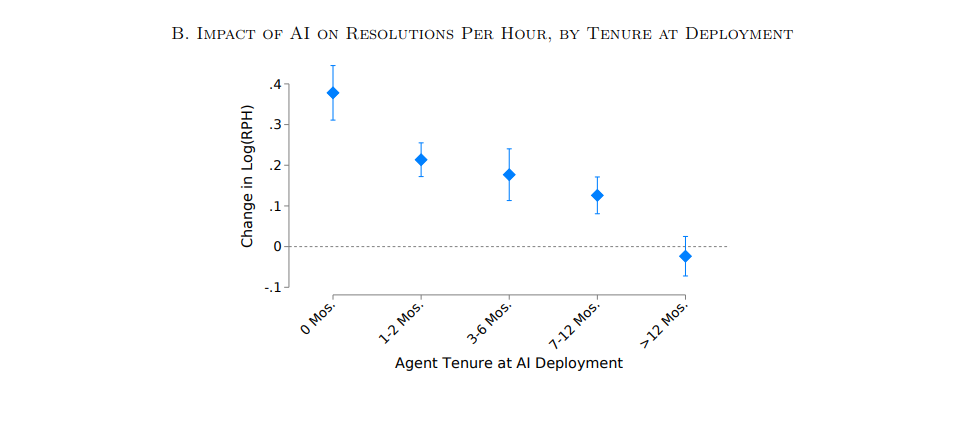 B. Impact of AI on Resolutions Per Hour, by Tenure at Deployment
Change in Log(RPH)
.4
.3
.2
.1
0
-.1
0 Mos.
1-2 Mos.
3-6 Mos.
7-12 Mos.
>12 Mos.
Agent Tenure at AI Deployment